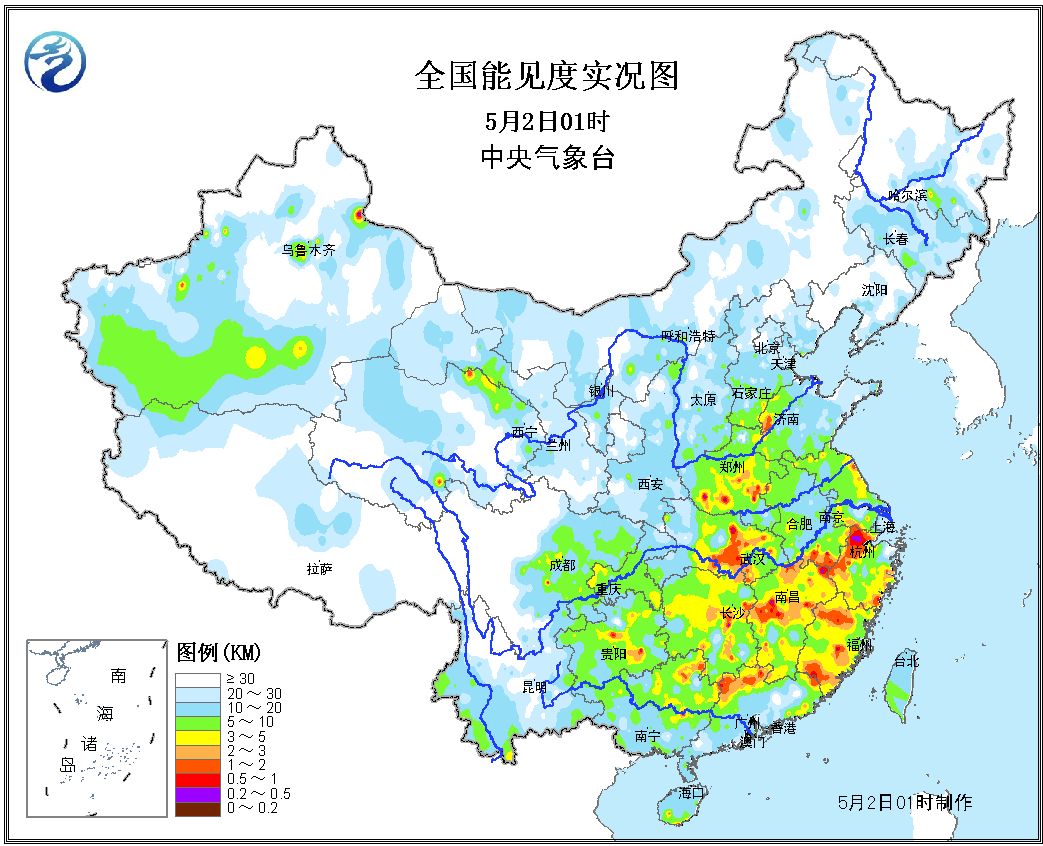 全国能见度实况图
5月2日01时
中央气象台
哈尔滨
长春
乌鲁木齐
沈阳
呼和浩特
北京
天津
银川
太原
石家庄
济南
西宁
兰州
郑州
西安
合肥
南京
上海
杭州
武汉
成都
拉萨
重庆
南昌
长沙
贵阳
福州
台北
昆明
广州
香港
南宁
澳门
海口
南
海
诸
岛
图例(KM)
≥30
20～30
10～20
5～10
3～5
2～3
1～2
0.5～1
0.2～0.5
0～0.2
5月2日01时制作